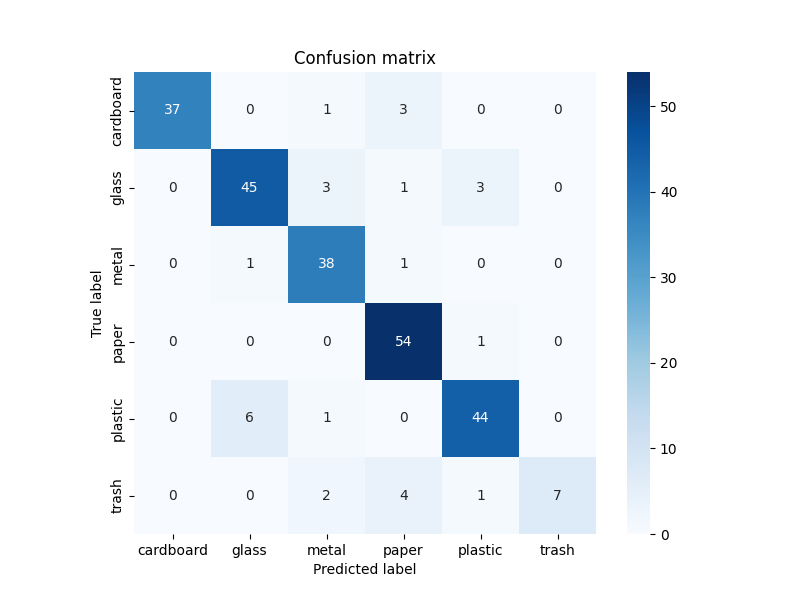 Confusion matrix
cardboard 37 0 1 3 0 0
glass 0 45 3 1 3 0
metal 0 1 38 1 0 0
paper 0 0 0 54 1 0
plastic 0 6 1 0 44 0
trash 0 0 2 4 1 7
cardboard glass metal paper plastic trash
Predicted label
True label
50
40
30
20
10
0